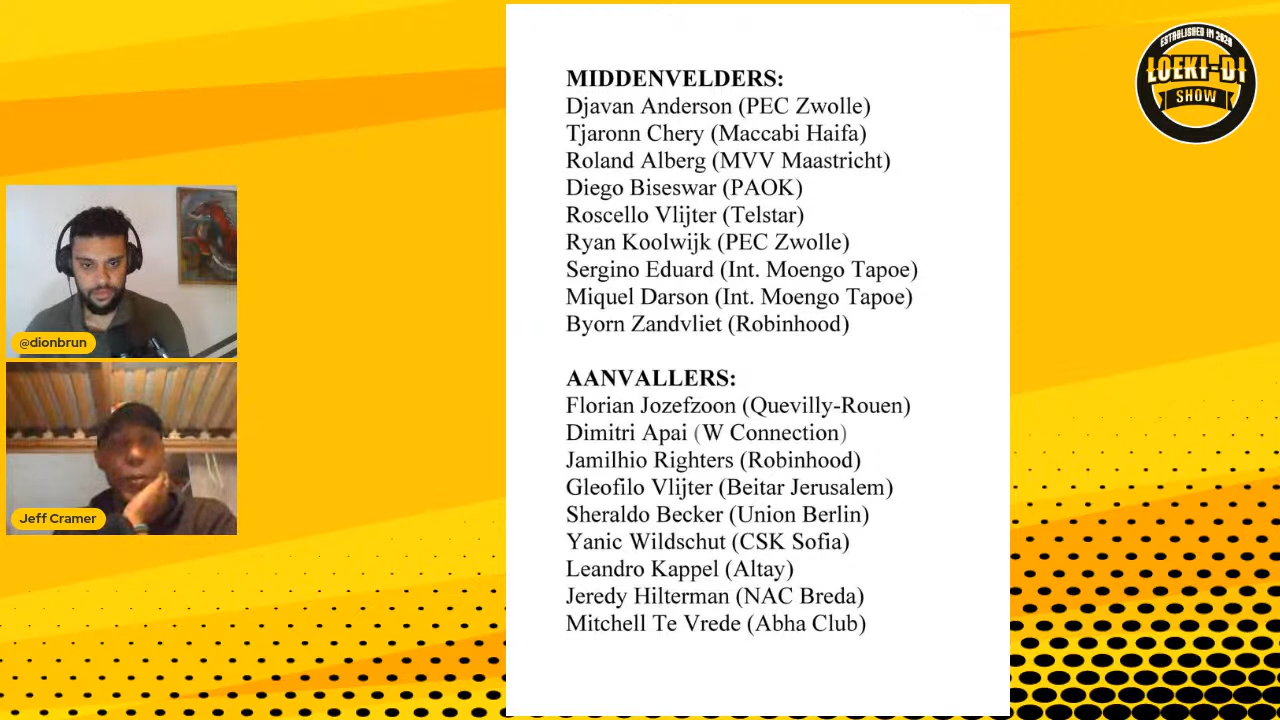 MIDDENVELDERS:
Djavan Anderson (PEC Zwolle)
Tjaronn Chery (Maccabi Haifa)
Roland Alberg (MVV Maastricht)
Diego Biseswar (PAOK)
Roscello Vlijter (Telstar)
Ryan Koolwijk (PEC Zwolle)
Sergino Eduard (Int. Moengo Tapoe)
Miquel Darson (Int. Moengo Tapoe)
Byorn Zandvliet (Robinhood)
AANVALLERS:
Florian Jozefzoon (Quevilly-Rouen)
Dimitri Apai (W Connection)
Jamilhio Righters (Robinhood)
Gleofilo Vlijter (Beitar Jerusalem)
Sheraldo Becker (Union Berlin)
Yanic Wildschut (CSK Sofia)
Leandro Kappel (Altay)
Jeredy Hilterman (NAC Breda)
Mitchell Te Vrede (Abha Club)
@dionbrun
Jeff Cramer
ESTABLISHED IN 2020
LOEKI-DI
SHOW